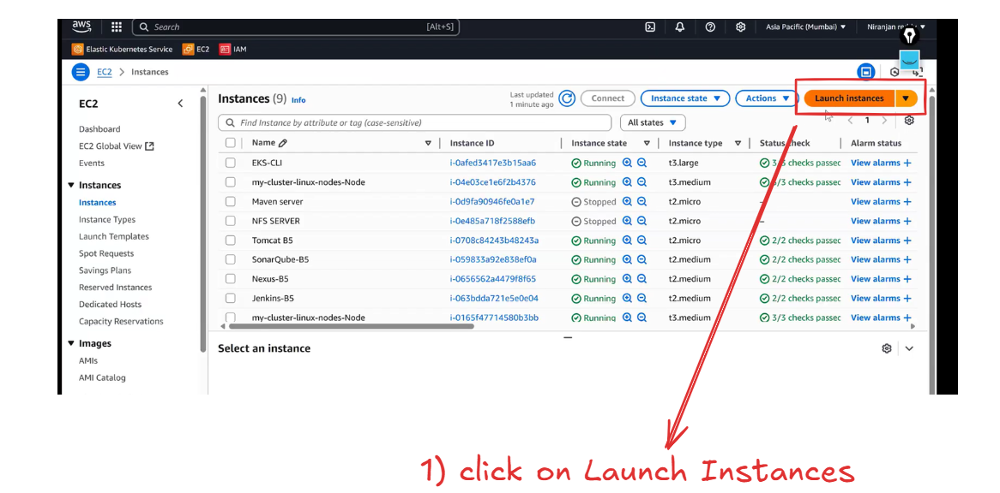 aws
Search [Alt+S] Asia Pacific (Mumbai) Niranjan
Elastic Kubernetes Service EC2 IAM
EC2 > Instances
EC2
Dashboard
EC2 Global View
Events
Instances
Instances
Instance Types
Launch Templates
Spot Requests
Savings Plans
Reserved Instances
Dedicated Hosts
Capacity Reservations
Images
AMIs
AMI Catalog
Instances (9) Info
Last updated
1 minute ago
Connect Instance state Actions Launch instances
Find Instance by attribute or tag (case-sensitive) All states 1
Name Instance ID Instance state Instance type Status check Alarm status
EKS-CLI i-0afed3417e3b15aa6 Running t3.large 3/3 checks passec View alarms +
my-cluster-linux-nodes-Node i-04e03ce1e6f2b4376 Running t3.medium 3/3 checks passec View alarms +
Maven server i-0d9fa90946fe0a1e7 Stopped t2.micro – View alarms +
NFS SERVER i-0e485a718f2588efb Stopped t2.micro – View alarms +
Tomcat B5 i-0708c84243b48243a Running t2.micro 2/2 checks passec View alarms +
SonarQube-B5 i-059833a92e838ef0a Running t2.medium 2/2 checks passec View alarms +
Nexus-B5 i-0656562a4479f8f65 Running t2.medium 2/2 checks passec View alarms +
Jenkins-B5 i-063bdda721e5e0e04 Running t2.medium 2/2 checks passec View alarms +
my-cluster-linux-nodes-Node i-0165f47714580b3bb Running t3.medium 3/3 checks passec View alarms +
Select an instance
1) click on Launch Instances